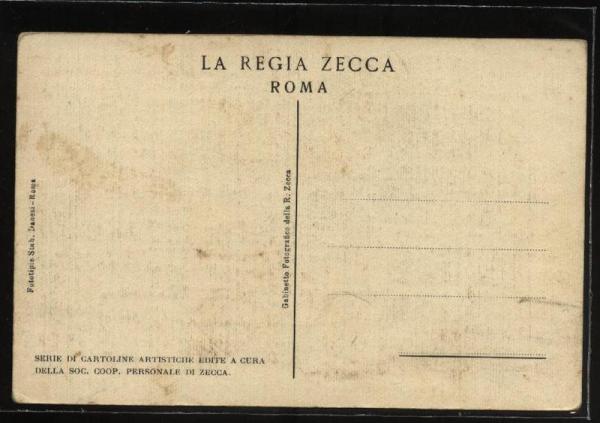 LA REGIA ZECCA
ROMA
Fototipia Stab. Danesi-Roma
Gabinetto Fotografico della R. Zecca
SERIE DI CARTOLINE ARTISTICHE EDITE A CURA
DELLA SOC. COOP. PERSONALE DI ZECCA.